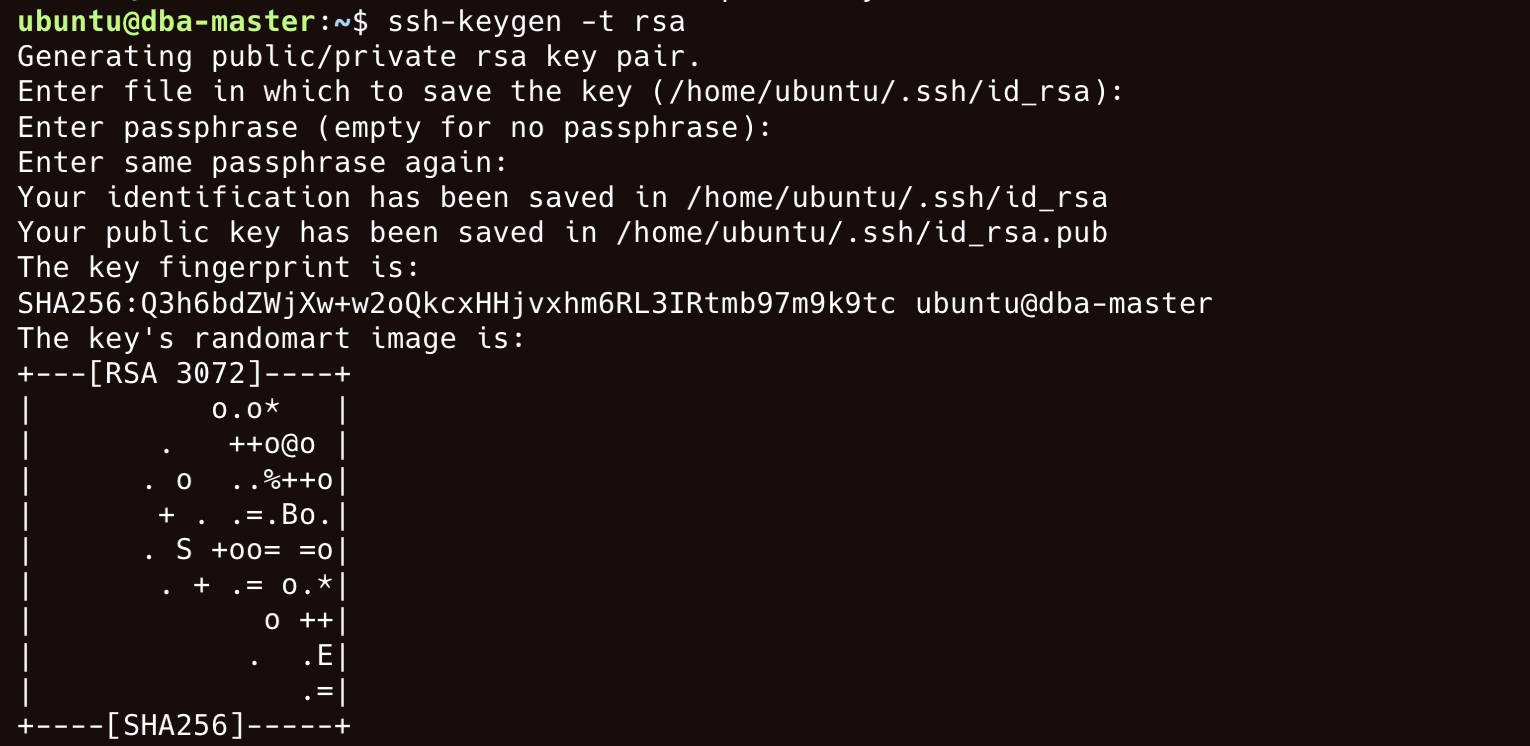 ubuntu@dba-master:~$ ssh-keygen -t rsa
Generating public/private rsa key pair.
Enter file in which to save the key (/home/ubuntu/.ssh/id_rsa):
Enter passphrase (empty for no passphrase):
Enter same passphrase again:
Your identification has been saved in /home/ubuntu/.ssh/id_rsa
Your public key has been saved in /home/ubuntu/.ssh/id_rsa.pub
The key fingerprint is:
SHA256:Q3h6bdZWjXw+w2oQkcxHHjvxhm6RL3IRtmb97m9k9tc ubuntu@dba-master
The key's randomart image is:
+---[RSA 3072]----+
|          o.o*   |
|       .   ++o@o |
|      . o  ..%++o|
|       + . .=.Bo.|
|      . S +oo= =o|
|       . + .= o.*|
|             o ++|
|            .  .E|
|               .=|
+----[SHA256]-----+